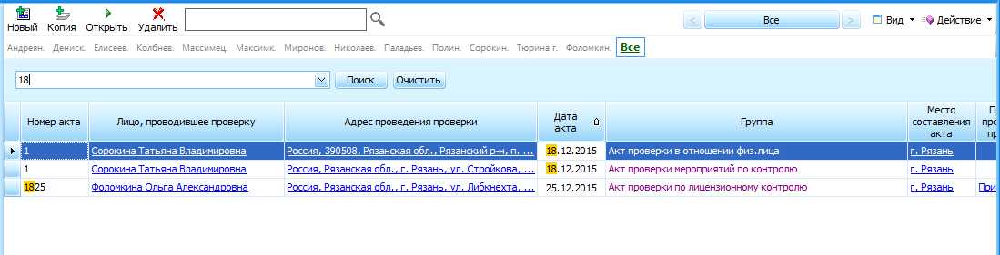 Новый Копия Открыть Удалить < Все > Вид Действие
Андреян. Дениск. Елисеев. Колбнев. Максимец. Максимк. Миронов. Николаев. Паладьев. Полин. Сорокин. Тюрина г. Фоломкин. Все
18 Поиск Очистить
Номер акта Лицо, проводившее проверку Адрес проведения проверки Дата акта Группа Место составления акта П про пр
1 Сорокина Татьяна Владимировна Россия, 390508, Рязанская обл., Рязанский р-н, п. ... 18.12.2015 Акт проверки в отношении физ.лица г. Рязань
1 Сорокина Татьяна Владимировна Россия, Рязанская обл., г. Рязань, ул. Стройкова, ... 18.12.2015 Акт проверки мероприятий по контролю г. Рязань
1825 Фоломкина Ольга Александровна Россия, Рязанская обл., г. Рязань, ул. Либкнехта, ... 25.12.2015 Акт проверки по лицензионному контролю г. Рязань При